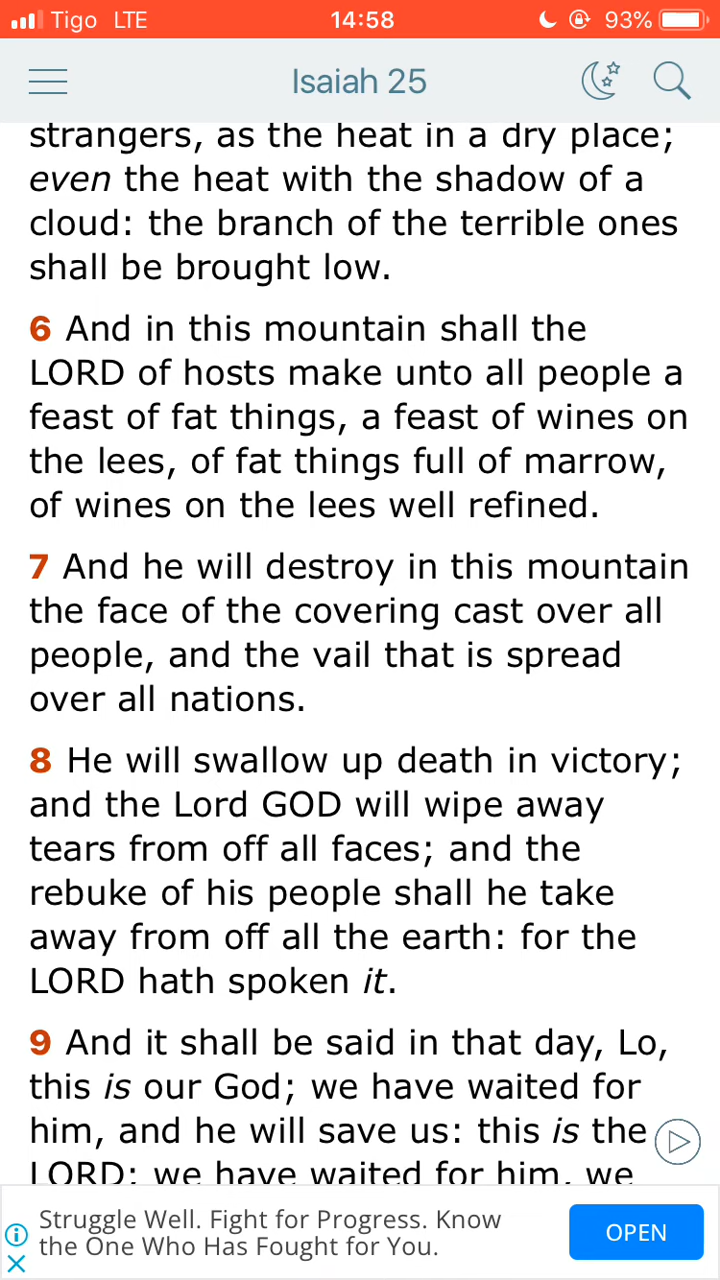 Tigo LTE 14:58 93%
Isaiah 25
strangers, as the heat in a dry place;
even the heat with the shadow of a
cloud: the branch of the terrible ones
shall be brought low.
6 And in this mountain shall the
LORD of hosts make unto all people a
feast of fat things, a feast of wines on
the lees, of fat things full of marrow,
of wines on the lees well refined.
7 And he will destroy in this mountain
the face of the covering cast over all
people, and the vail that is spread
over all nations.
8 He will swallow up death in victory;
and the Lord GOD will wipe away
tears from off all faces; and the
rebuke of his people shall he take
away from off all the earth: for the
LORD hath spoken it.
9 And it shall be said in that day, Lo,
this is our God; we have waited for
him, and he will save us: this is the
LORD; we have waited for him, we
Struggle Well. Fight for Progress. Know
the One Who Has Fought for You.
OPEN